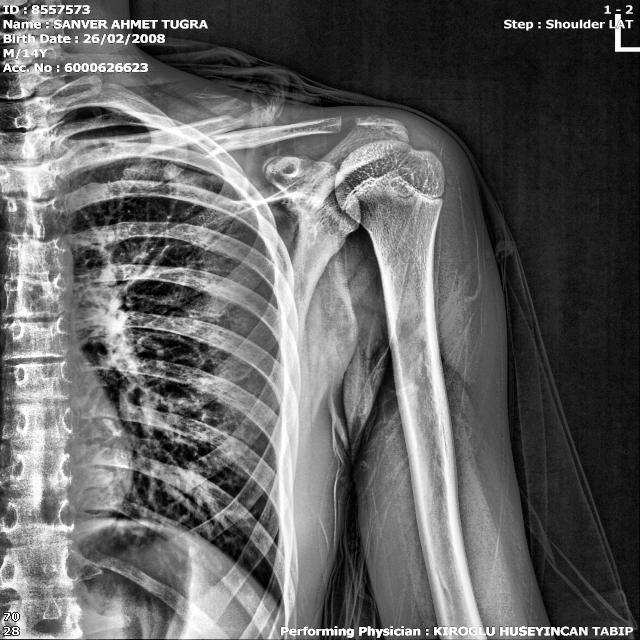 ID : 8557573
Name : SANVER AHMET TUGRA
Birth Date : 26/02/2008
M/14Y
Acc. No : 6000626623
1 - 2
Step : Shoulder LAT
L
70
28
Performing Physician : KIROGLU HUSEYINCAN TABIP